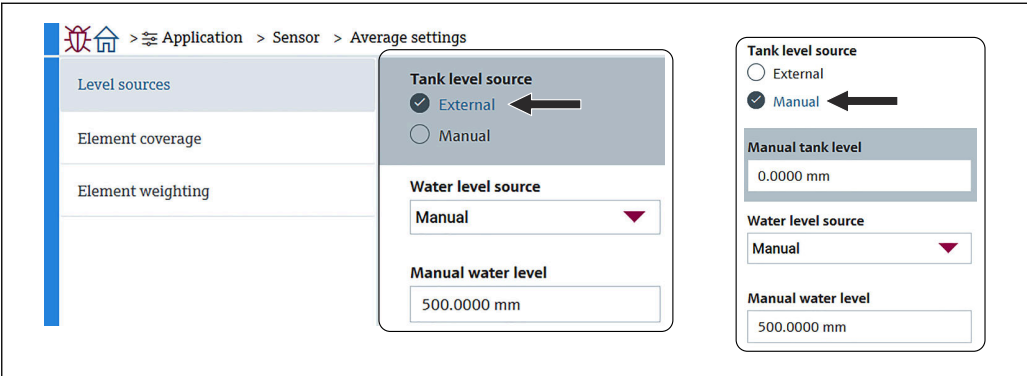 > Application > Sensor > Average settings
Level sources
Element coverage
Element weighting
Tank level source
External
Manual
Water level source
Manual
Manual water level
500.0000 mm
Tank level source
External
Manual
Manual tank level
0.0000 mm
Water level source
Manual
Manual water level
500.0000 mm